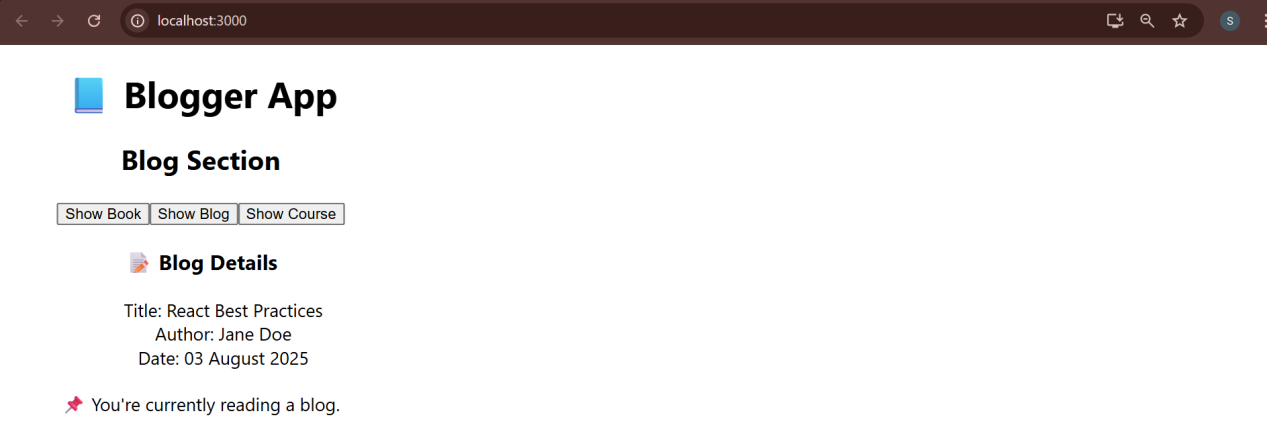 localhost:3000
S
📘 Blogger App
Blog Section
Show Book Show Blog Show Course
📝 Blog Details
Title: React Best Practices
Author: Jane Doe
Date: 03 August 2025
📌 You're currently reading a blog.